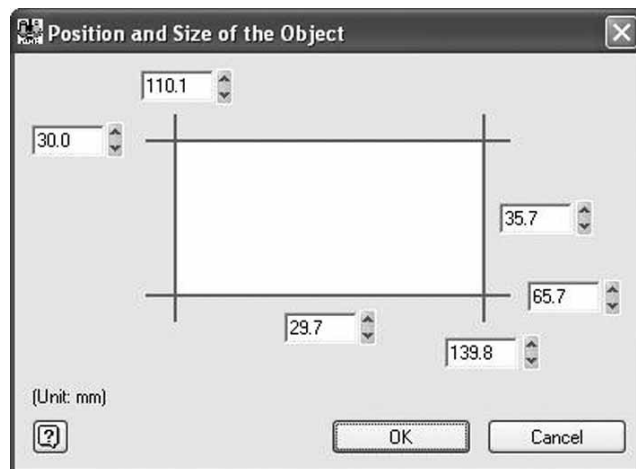 Position and Size of the Object
110.1
30.0
35.7
65.7
29.7
139.8
(Unit: mm)
OK Cancel